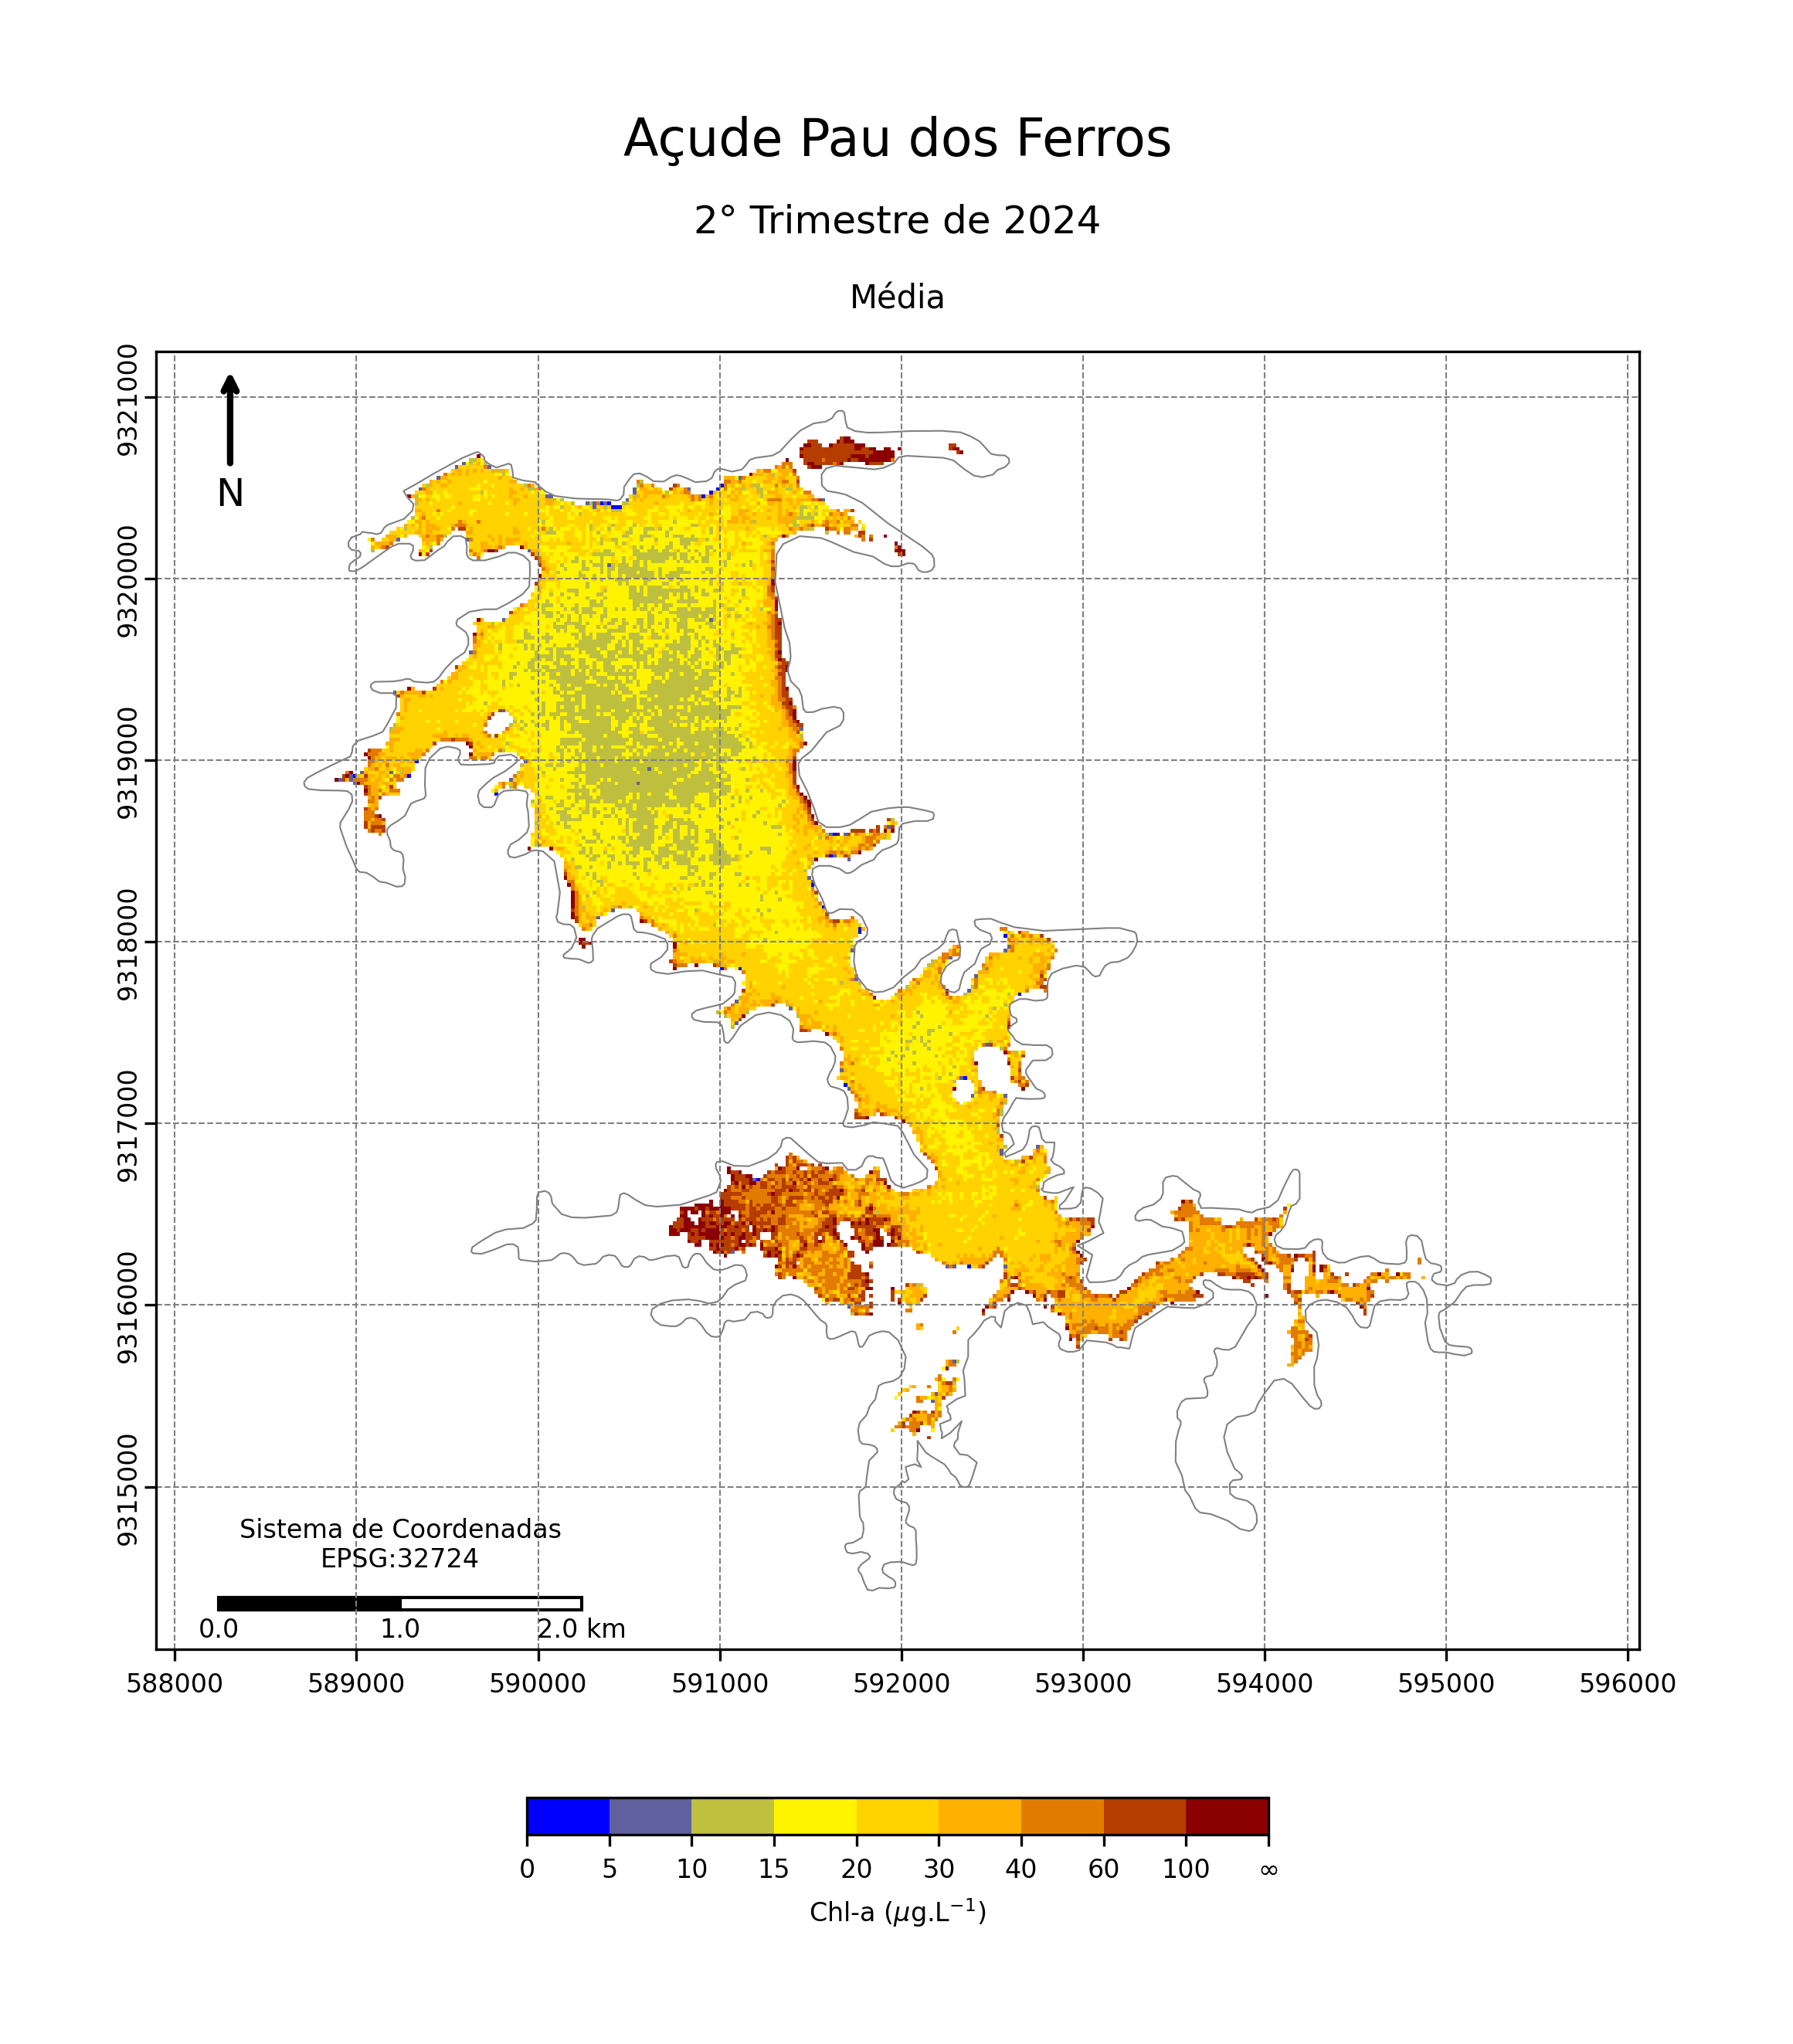 Açude Pau dos Ferros
2° Trimestre de 2024
Média
9321000
9320000
9319000
9318000
9317000
9316000
9315000
N
Sistema de Coordenadas
EPSG:32724
0.0 1.0 2.0 km
588000 589000 590000 591000 592000 593000 594000 595000 596000
0 5 10 15 20 30 40 60 100 ∞
Chl-a (μg.L⁻¹)